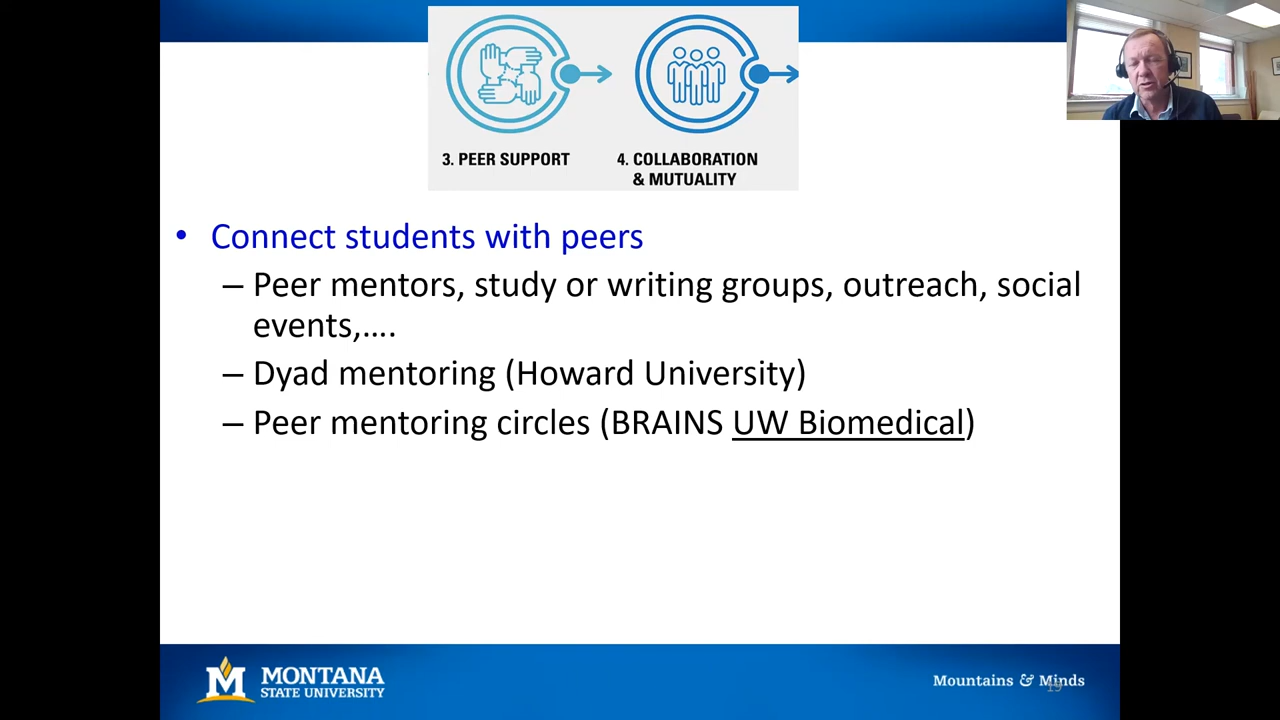 3. PEER SUPPORT
4. COLLABORATION
& MUTUALITY
• Connect students with peers
– Peer mentors, study or writing groups, outreach, social
events,....
– Dyad mentoring (Howard University)
– Peer mentoring circles (BRAINS UW Biomedical)
M MONTANA
STATE UNIVERSITY
Mountains & Minds
19